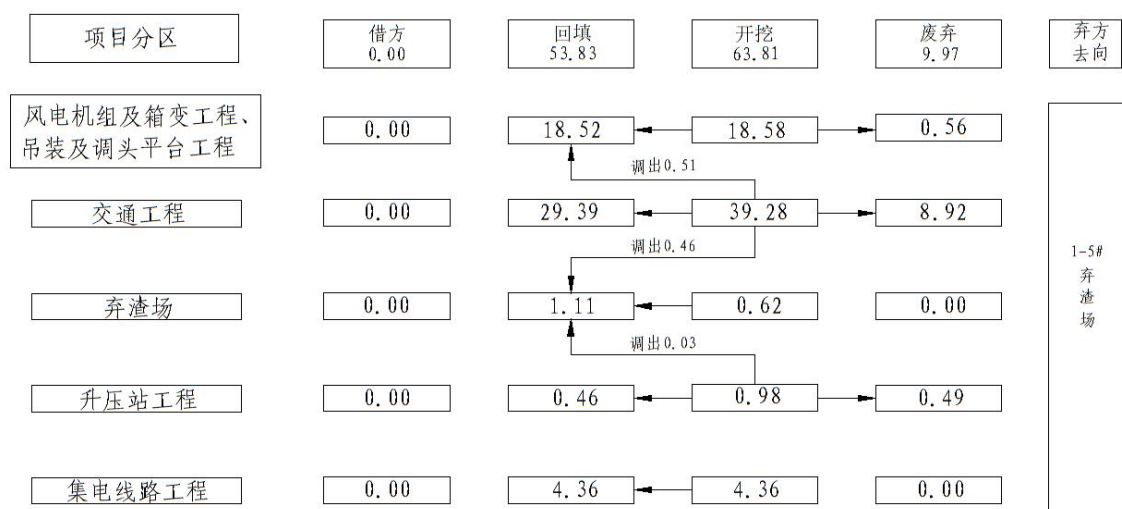 项目分区
借方
0.00
回填
53.83
开挖
63.81
废弃
9.97
弃方
去向
风电机组及箱变工程、
吊装及调头平台工程
0.00
18.52
18.58
0.56
调出0.51
交通工程
0.00
29.39
39.28
8.92
调出0.46
弃渣场
0.00
1.11
0.62
0.00
调出0.03
升压站工程
0.00
0.46
0.98
0.49
集电线路工程
0.00
4.36
4.36
0.00
1-5#
弃
渣
场